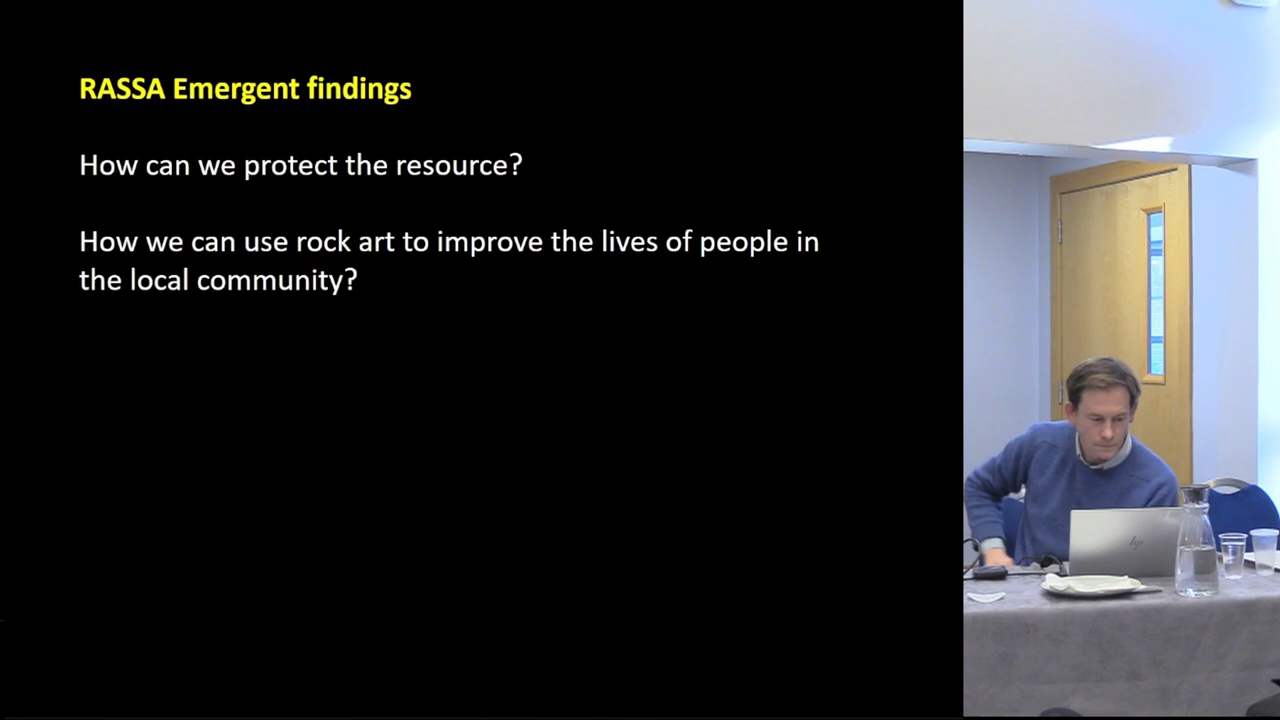 RASSA Emergent findings
How can we protect the resource?
How we can use rock art to improve the lives of people in
the local community?
hp